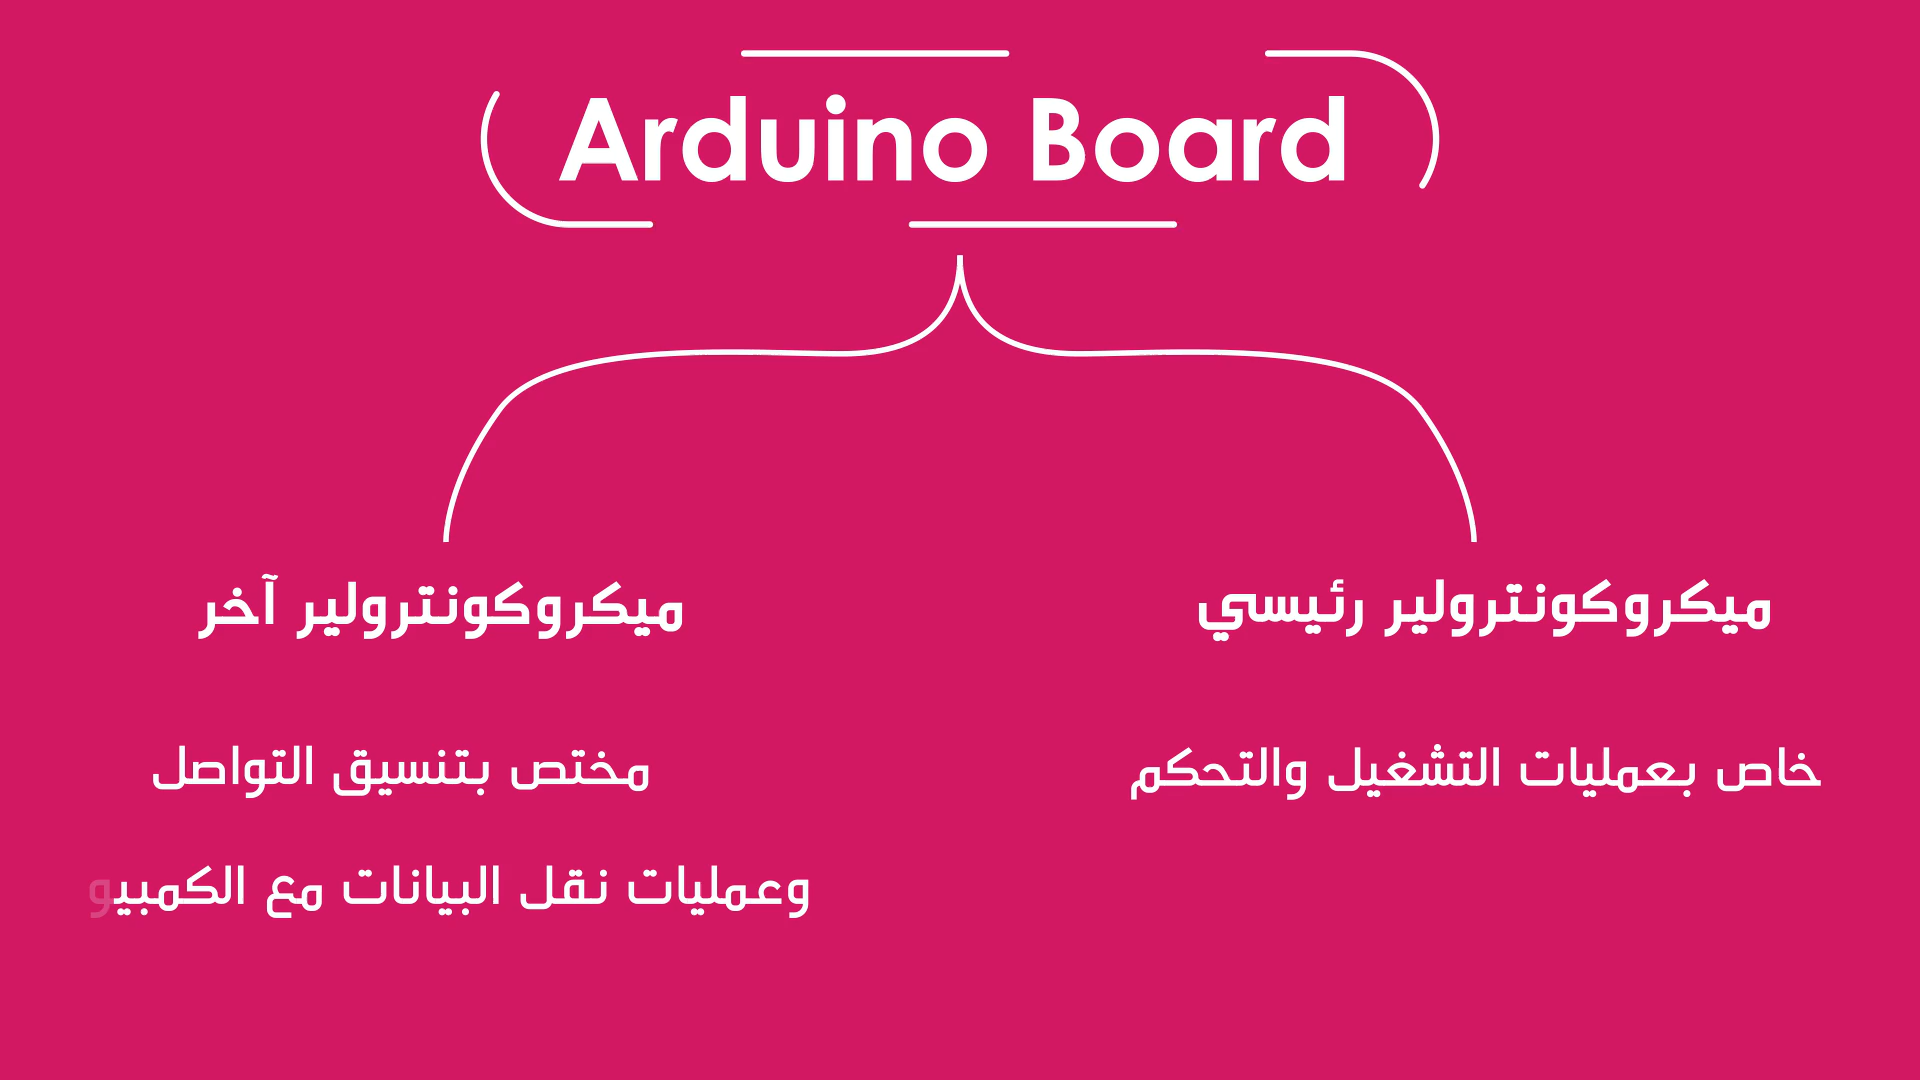 Arduino Board
ميكروكونترولير رئيسي
خاص بعمليات التشغيل والتحكم
ميكروكونترولير آخر
مختص بتنسيق التواصل
وعمليات نقل البيانات مع الكمبيو